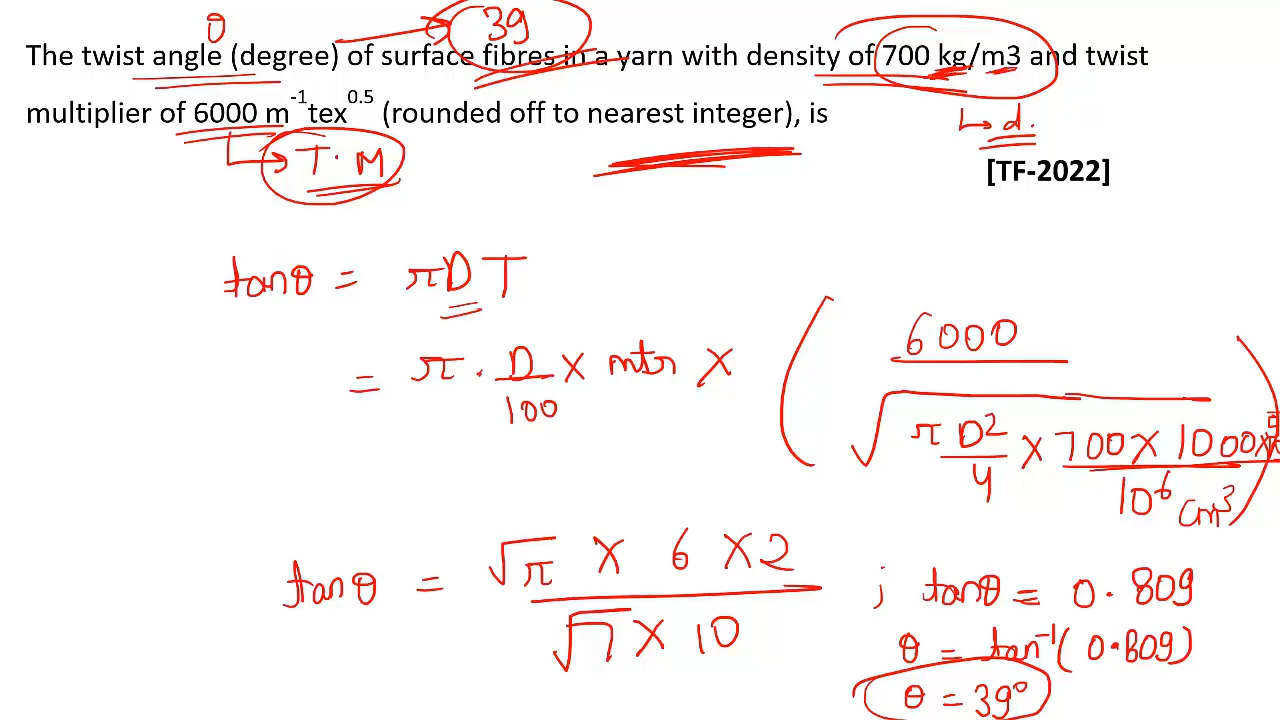 θ 39
The twist angle (degree) of surface fibres in a yarn with density of 700 kg/m3 and twist
multiplier of 6000 m-1tex0.5 (rounded off to nearest integer), is
d.
T.M
[TF-2022]
tanθ = πDT
= π . D/100 x mtr x ( 6000 / √(πD²/4 x 700 x 1000 / 10⁶ cm³) )
tanθ = √π x 6 x 2 / √7 x 10 ; tanθ = 0.809
θ = tan⁻¹(0.809)
θ = 39°